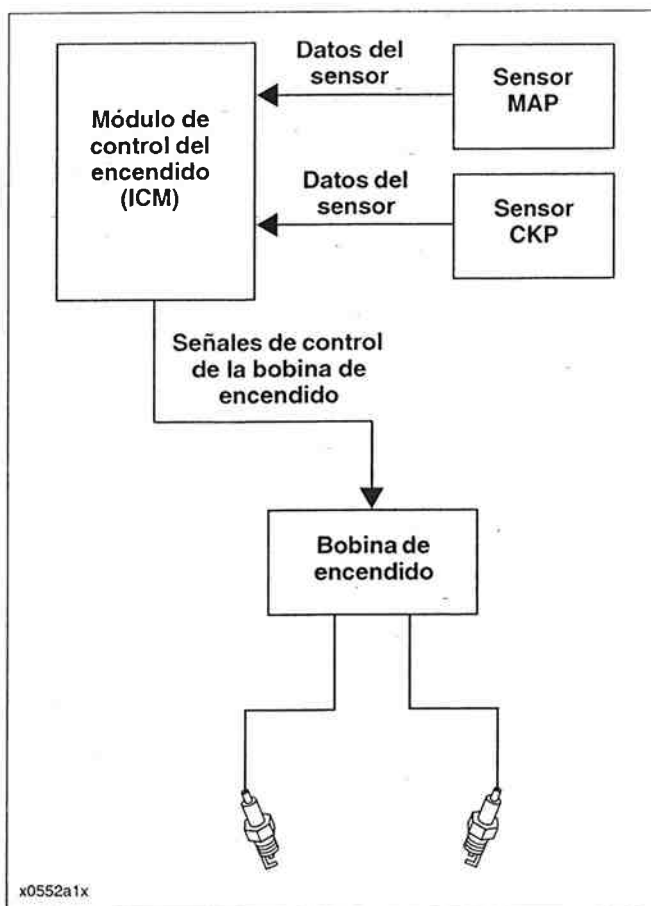 Datos del
sensor
Sensor
MAP
Módulo de
control del
encendido
(ICM)
Datos del
sensor
Sensor
CKP
Señales de control
de la bobina de
encendido
Bobina de
encendido
x0552a1x